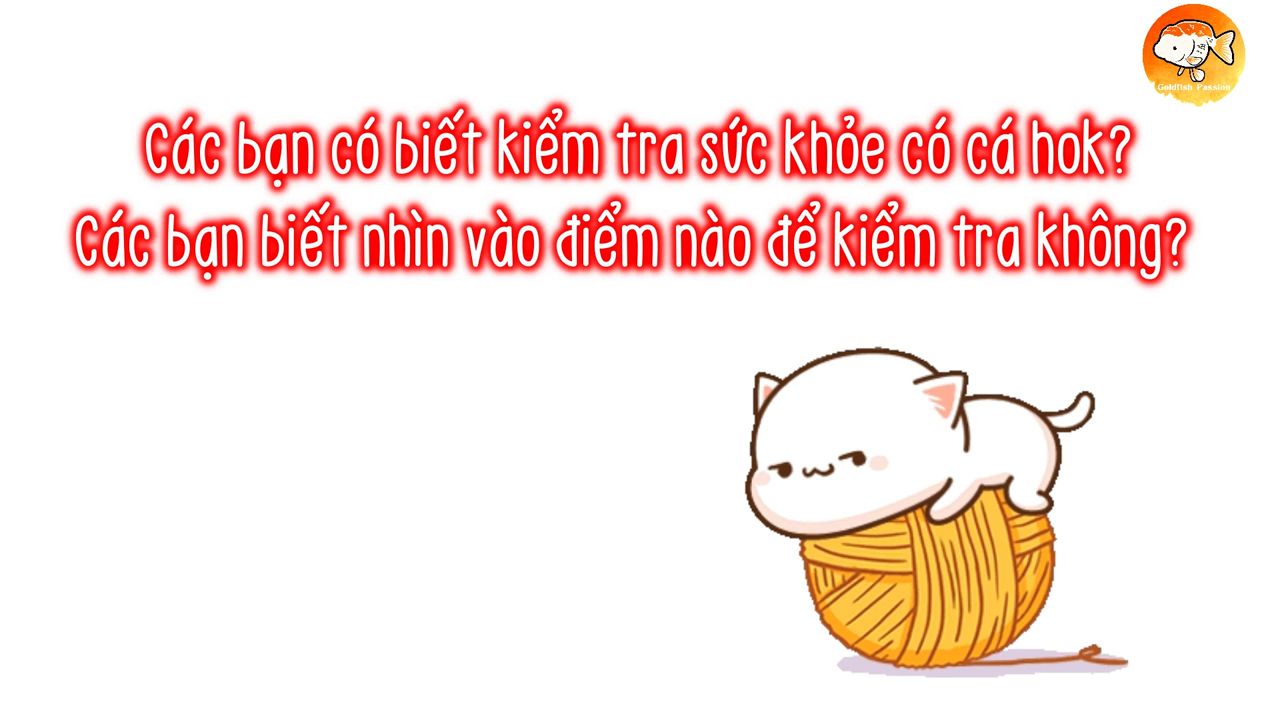 Goldfish Passion
Các bạn có biết kiểm tra sức khỏe có cá hok?
Các bạn biết nhìn vào điểm nào để kiểm tra không?